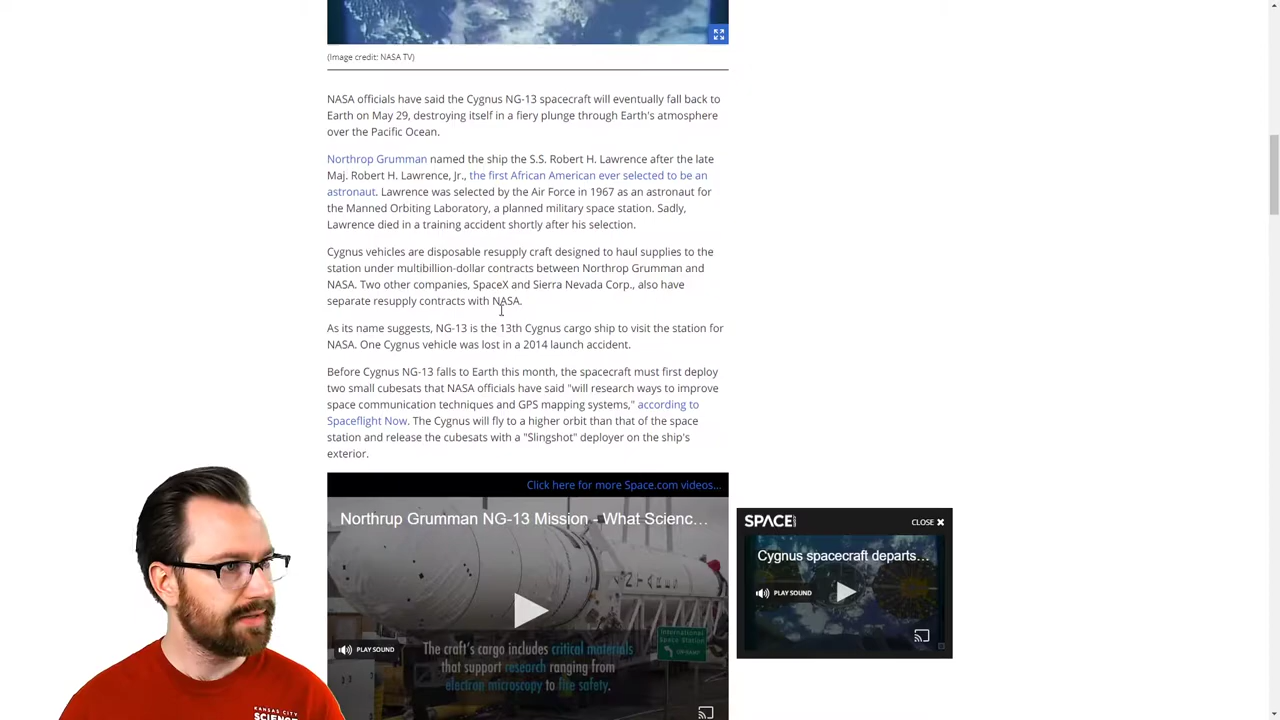 (Image credit: NASA TV)
NASA officials have said the Cygnus NG-13 spacecraft will eventually fall back to
Earth on May 29, destroying itself in a fiery plunge through Earth's atmosphere
over the Pacific Ocean.
Northrop Grumman named the ship the S.S. Robert H. Lawrence after the late
Maj. Robert H. Lawrence, Jr., the first African American ever selected to be an
astronaut. Lawrence was selected by the Air Force in 1967 as an astronaut for
the Manned Orbiting Laboratory, a planned military space station. Sadly,
Lawrence died in a training accident shortly after his selection.
Cygnus vehicles are disposable resupply craft designed to haul supplies to the
station under multibillion-dollar contracts between Northrop Grumman and
NASA. Two other companies, SpaceX and Sierra Nevada Corp., also have
separate resupply contracts with NASA.
As its name suggests, NG-13 is the 13th Cygnus cargo ship to visit the station for
NASA. One Cygnus vehicle was lost in a 2014 launch accident.
Before Cygnus NG-13 falls to Earth this month, the spacecraft must first deploy
two small cubesats that NASA officials have said "will research ways to improve
space communication techniques and GPS mapping systems," according to
Spaceflight Now. The Cygnus will fly to a higher orbit than that of the space
station and release the cubesats with a "Slingshot" deployer on the ship's
exterior.
Click here for more Space.com videos...
Northrup Grumman NG-13 Mission - What Scienc...
PLAY SOUND
The craft's cargo includes critical materials
that support research ranging from
electron microscopy to fire safety.
International
Space Station
SPACE
CLOSE ✖
Cygnus spacecraft departs...
PLAY SOUND
KANSAS CITY
SCIENCE